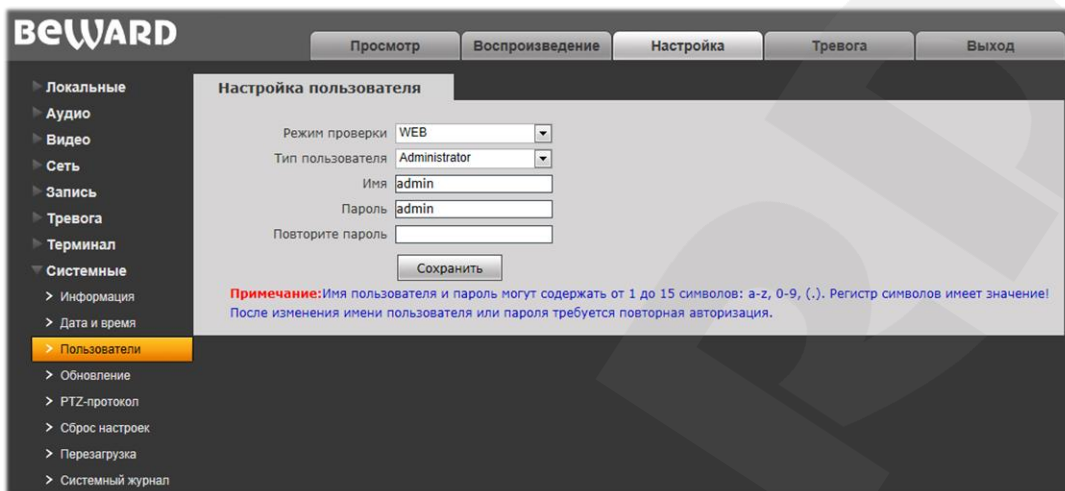 BEWARD
Просмотр Воспроизведение Настройка Тревога Выход
Локальные
Аудио
Видео
Сеть
Запись
Тревога
Терминал
Системные
Информация
Дата и время
Пользователи
Обновление
PTZ-протокол
Сброс настроек
Перезагрузка
Системный журнал
Настройка пользователя
Режим проверки WEB
Тип пользователя Administrator
Имя admin
Пароль admin
Повторите пароль
Сохранить
Примечание:Имя пользователя и пароль могут содержать от 1 до 15 символов: a-z, 0-9, (.). Регистр символов имеет значение!
После изменения имени пользователя или пароля требуется повторная авторизация.